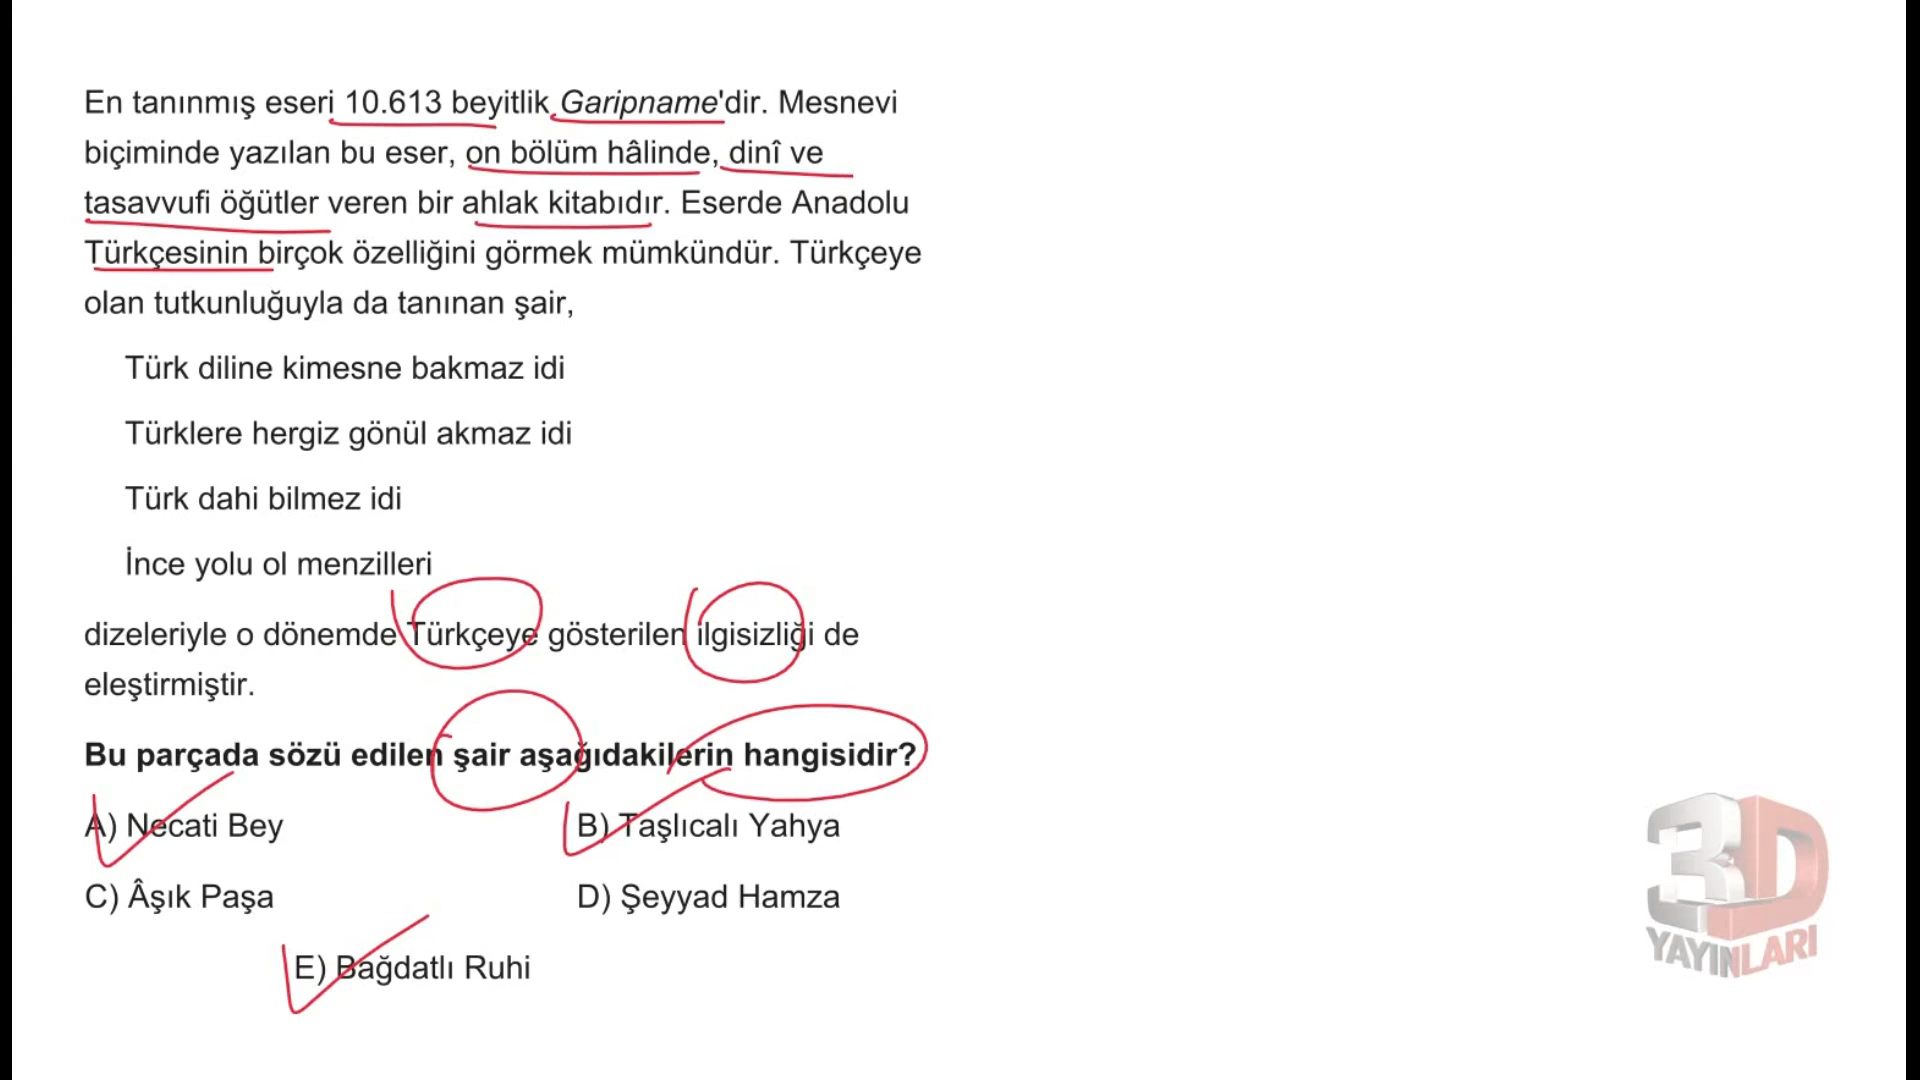 En tanınmış eseri 10.613 beyitlik Garipname'dir. Mesnevi
biçiminde yazılan bu eser, on bölüm hâlinde, dinî ve
tasavvufi öğütler veren bir ahlak kitabıdır. Eserde Anadolu
Türkçesinin birçok özelliğini görmek mümkündür. Türkçeye
olan tutkunluğuyla da tanınan şair,
Türk diline kimesne bakmaz idi
Türklere hergiz gönül akmaz idi
Türk dahi bilmez idi
İnce yolu ol menzilleri
dizeleriyle o dönemde Türkçeye gösterilen ilgisizliği de
eleştirmiştir.
Bu parçada sözü edilen şair aşağıdakilerin hangisidir?
A) Necati Bey B) Taşlıcalı Yahya
C) Âşık Paşa D) Şeyyad Hamza
E) Bağdatlı Ruhi
3D
YAYINLARI